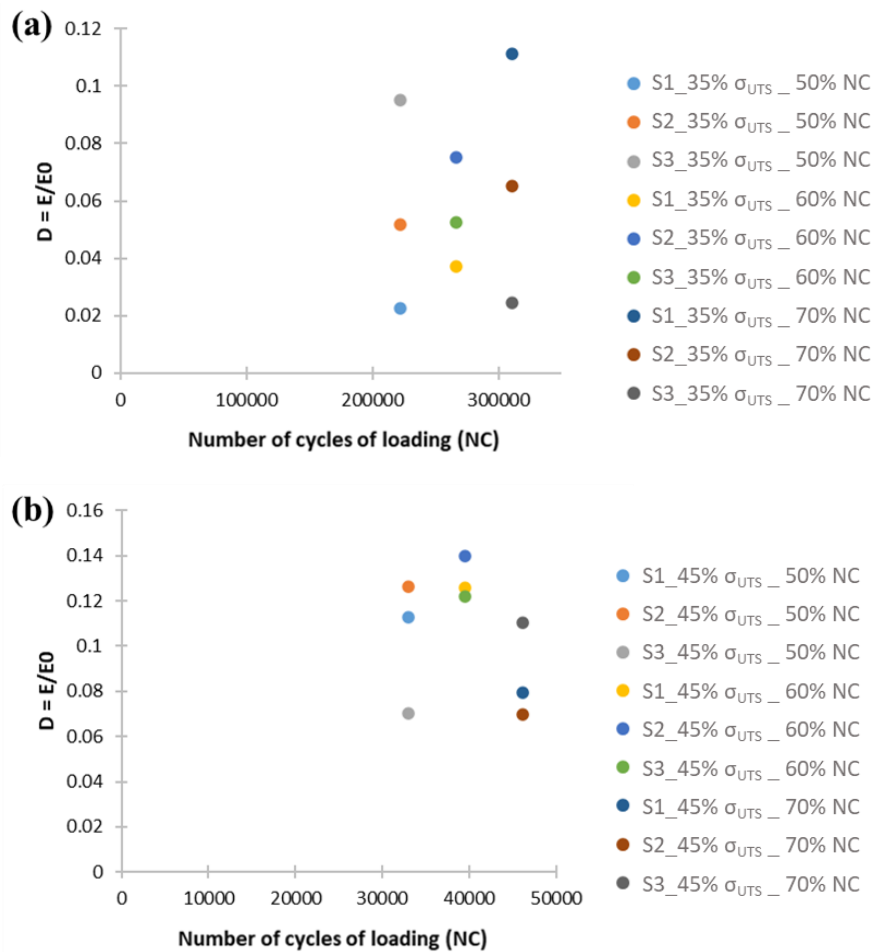 (a)
0.12
0.1
0.08
0.06
0.04
0.02
0
D = E/E0
0 100000 200000 300000
Number of cycles of loading (NC)
S1_35% σUTS _ 50% NC
S2_35% σUTS _ 50% NC
S3_35% σUTS _ 50% NC
S1_35% σUTS _ 60% NC
S2_35% σUTS _ 60% NC
S3_35% σUTS _ 60% NC
S1_35% σUTS _ 70% NC
S2_35% σUTS _ 70% NC
S3_35% σUTS _ 70% NC
(b)
0.16
0.14
0.12
0.1
0.08
0.06
0.04
0.02
0
D = E/E0
0 10000 20000 30000 40000 50000
Number of cycles of loading (NC)
S1_45% σUTS _ 50% NC
S2_45% σUTS _ 50% NC
S3_45% σUTS _ 50% NC
S1_45% σUTS _ 60% NC
S2_45% σUTS _ 60% NC
S3_45% σUTS _ 60% NC
S1_45% σUTS _ 70% NC
S2_45% σUTS _ 70% NC
S3_45% σUTS _ 70% NC